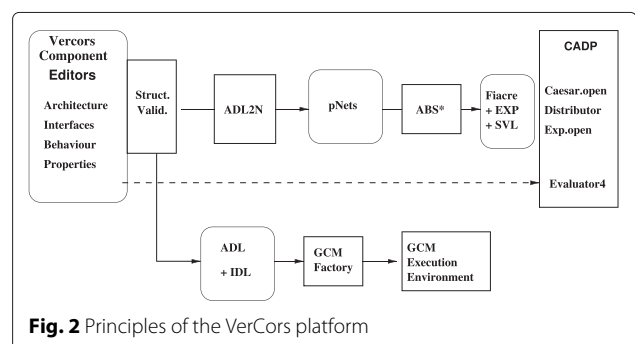 Vercors
Component
Editors
Architecture
Interfaces
Behaviour
Properties
Struct.
Valid.
ADL2N
pNets
ABS*
Fiacre
+ EXP
+ SVL
CADP
Caesar.open
Distributor
Exp.open
Evaluator4
ADL
+ IDL
GCM
Factory
GCM
Execution
Environment
Fig. 2 Principles of the VerCors platform